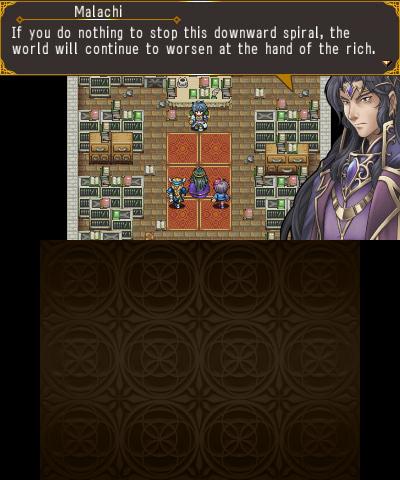 Malachi
If you do nothing to stop this downward spiral, the
world will continue to worsen at the hand of the rich.